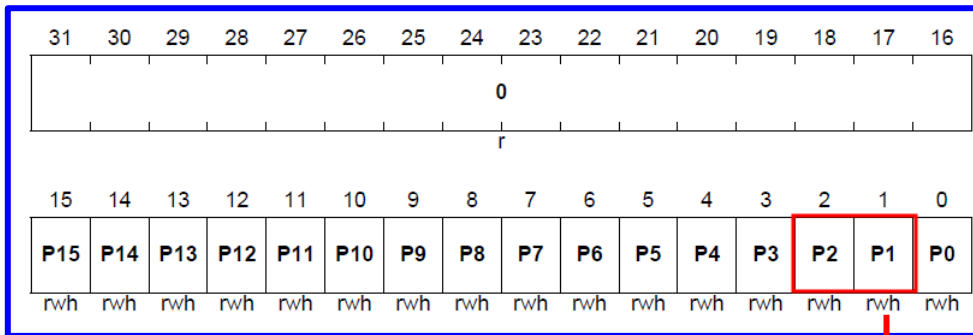 31 30 29 28 27 26 25 24 23 22 21 20 19 18 17 16
0
r
15 14 13 12 11 10 9 8 7 6 5 4 3 2 1 0
P15 P14 P13 P12 P11 P10 P9 P8 P7 P6 P5 P4 P3 P2 P1 P0
rwh rwh rwh rwh rwh rwh rwh rwh rwh rwh rwh rwh rwh rwh rwh rwh